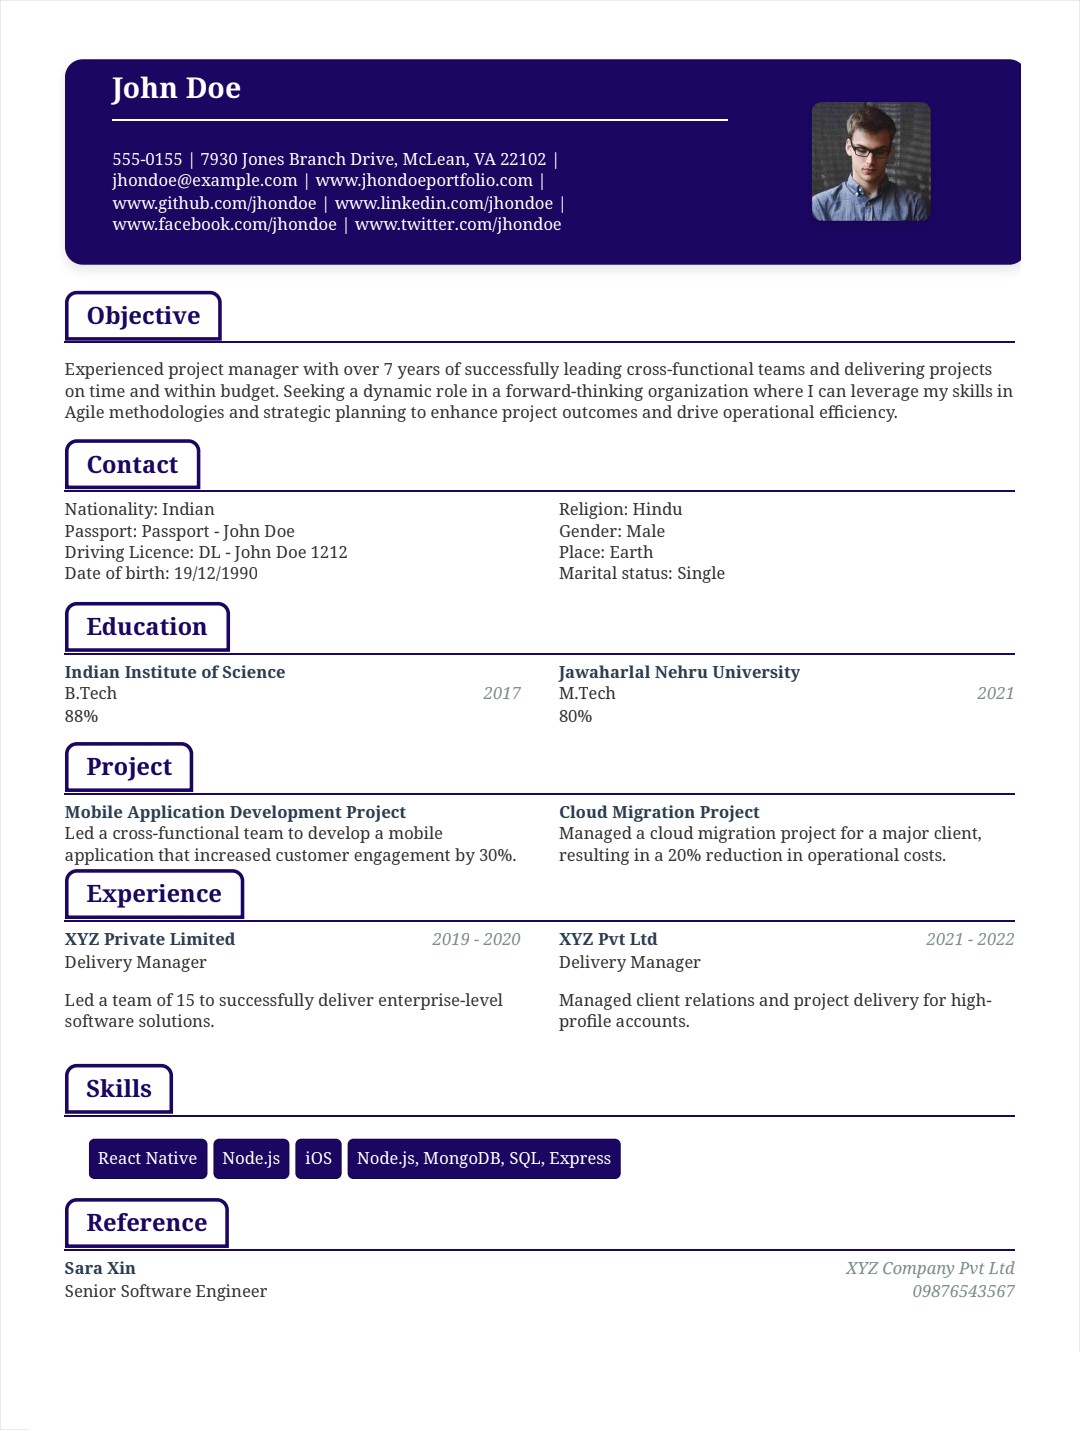 John Doe
555-0155 | 7930 Jones Branch Drive, McLean, VA 22102 |
jhondoe@example.com | www.jhondoeportfolio.com |
www.github.com/jhondoe | www.linkedin.com/jhondoe |
www.facebook.com/jhondoe | www.twitter.com/jhondoe
Objective
Experienced project manager with over 7 years of successfully leading cross-functional teams and delivering projects
on time and within budget. Seeking a dynamic role in a forward-thinking organization where I can leverage my skills in
Agile methodologies and strategic planning to enhance project outcomes and drive operational efficiency.
Contact
Nationality: Indian
Passport: Passport - John Doe
Driving Licence: DL - John Doe 1212
Date of birth: 19/12/1990
Religion: Hindu
Gender: Male
Place: Earth
Marital status: Single
Education
Indian Institute of Science
B.Tech 2017
88%
Jawaharlal Nehru University
M.Tech 2021
80%
Project
Mobile Application Development Project
Led a cross-functional team to develop a mobile
application that increased customer engagement by 30%.
Cloud Migration Project
Managed a cloud migration project for a major client,
resulting in a 20% reduction in operational costs.
Experience
XYZ Private Limited 2019 - 2020
Delivery Manager
Led a team of 15 to successfully deliver enterprise-level
software solutions.
XYZ Pvt Ltd 2021 - 2022
Delivery Manager
Managed client relations and project delivery for high-
profile accounts.
Skills
React Native Node.js iOS Node.js, MongoDB, SQL, Express
Reference
Sara Xin XYZ Company Pvt Ltd
Senior Software Engineer 09876543567